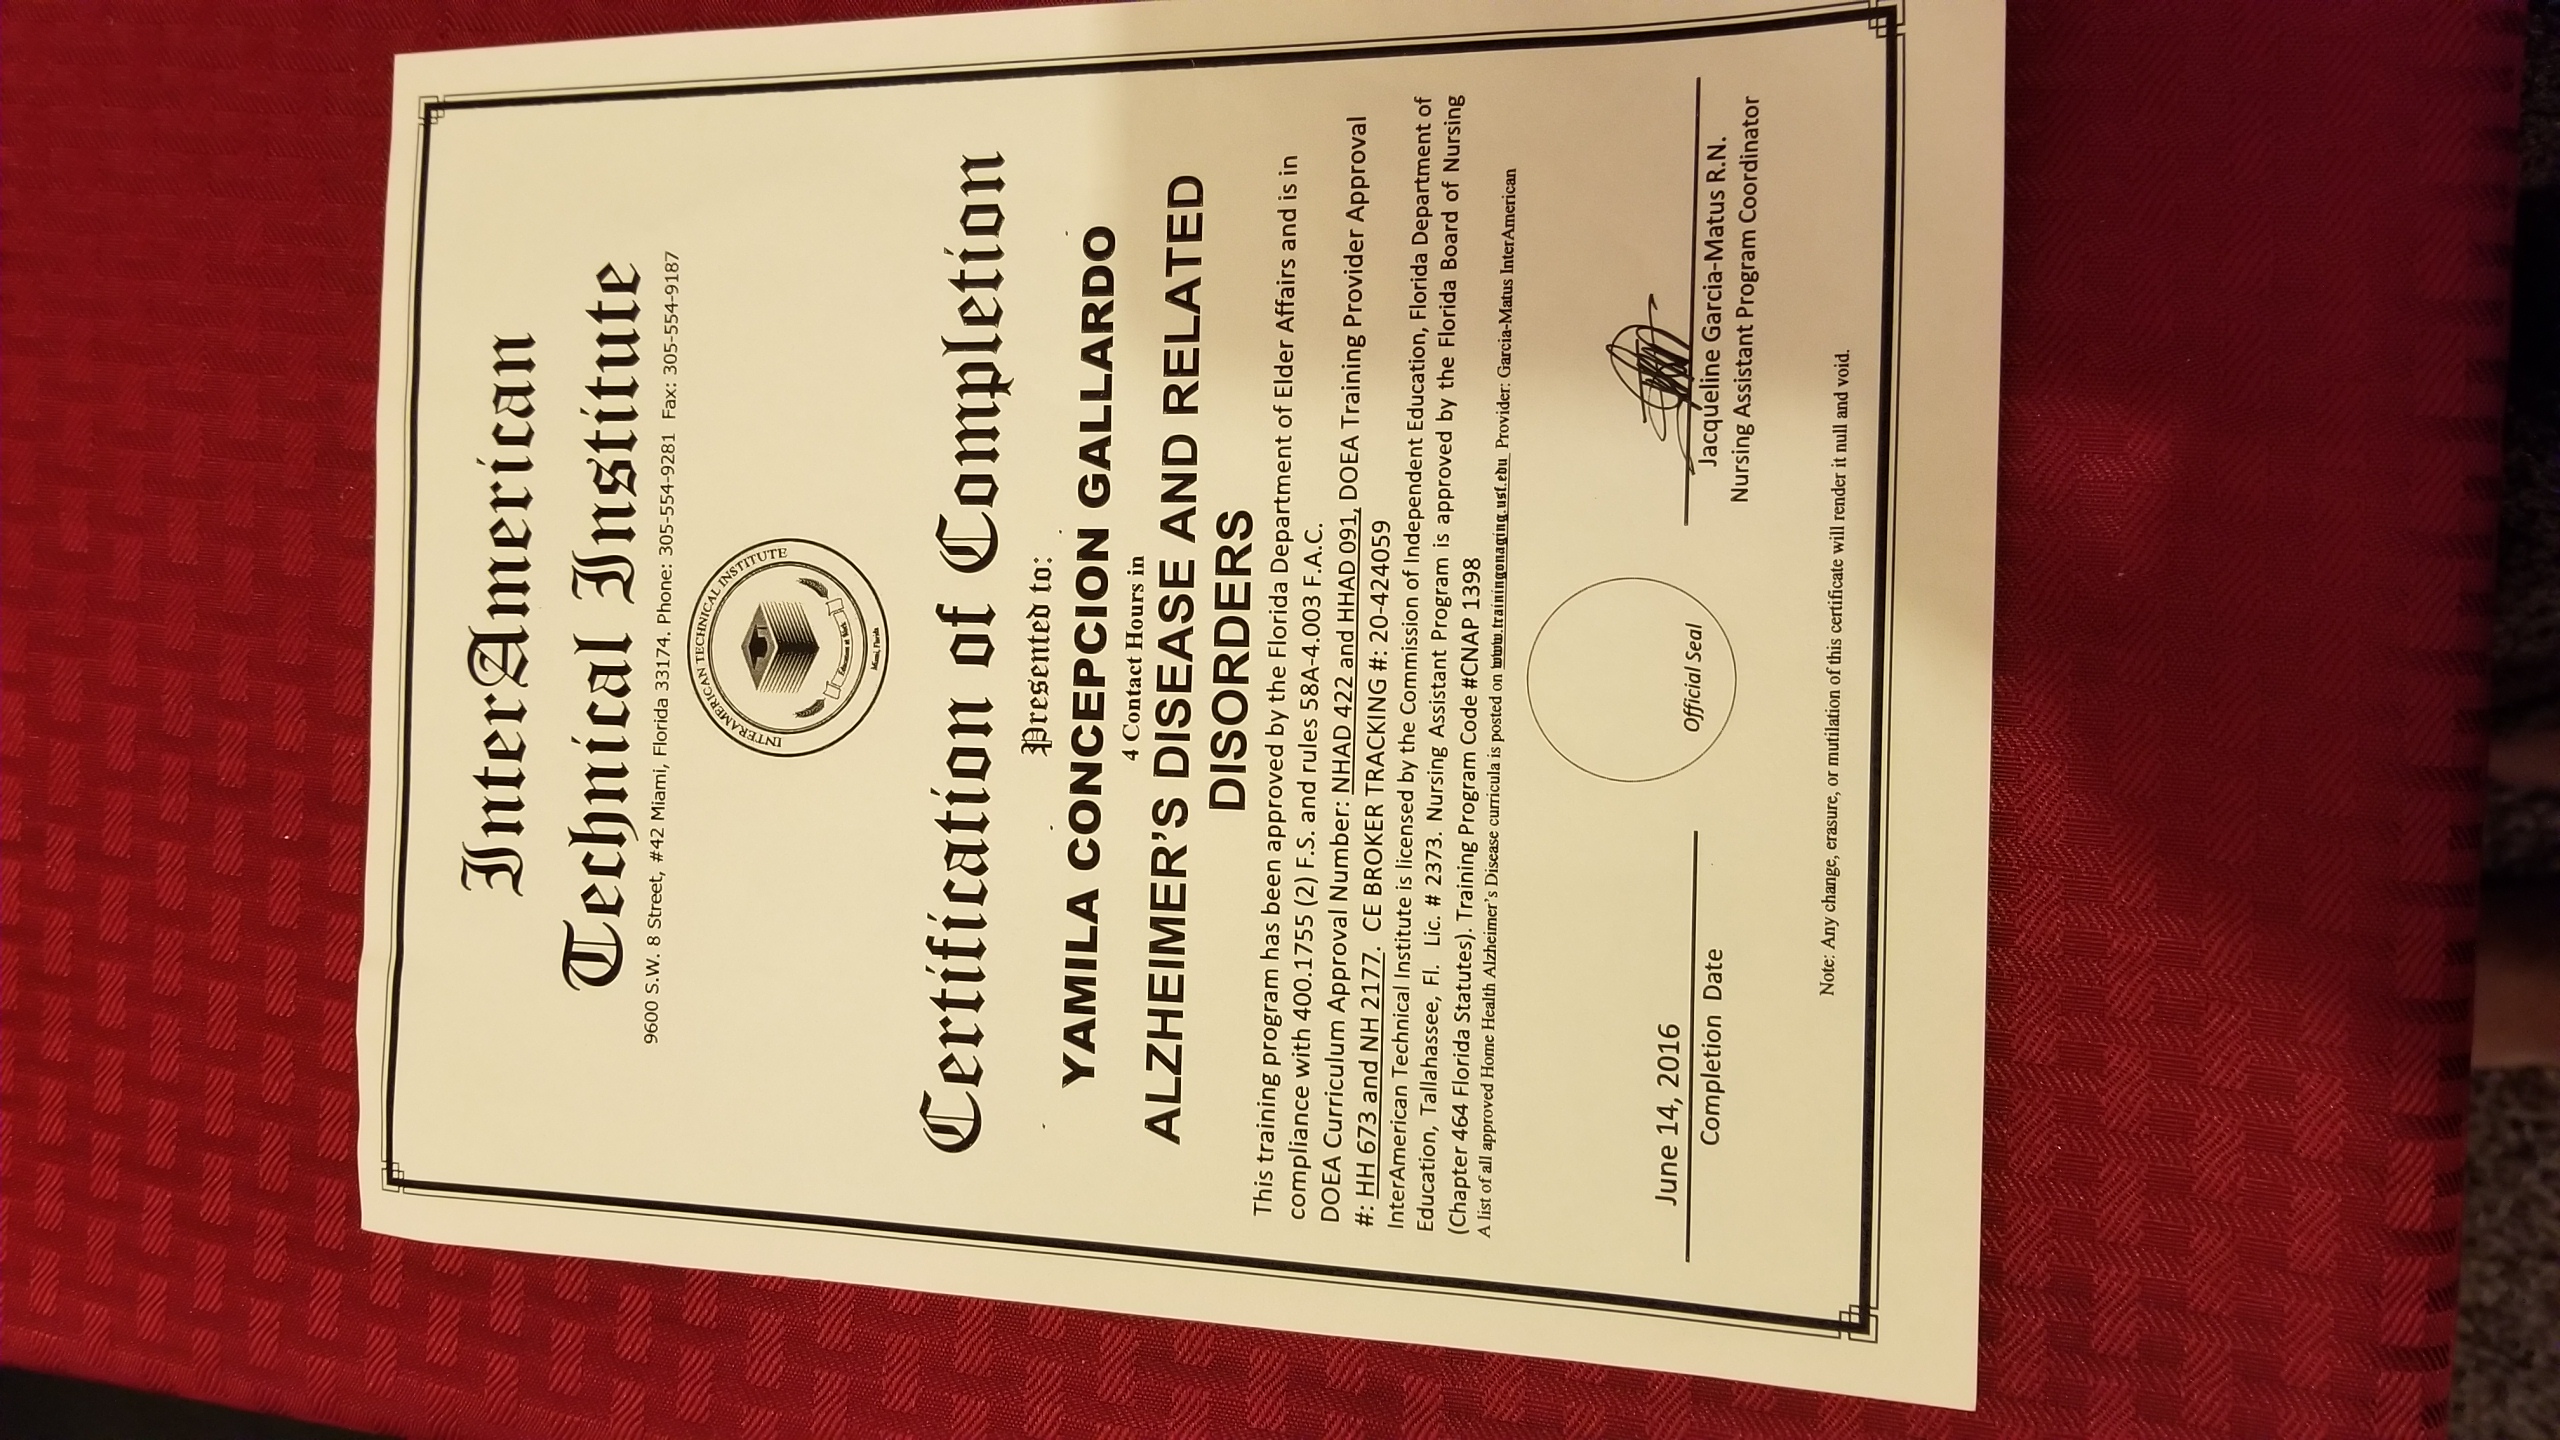 InterAmerican
Technical Institute
9600 S.W. 8 Street, #42 Miami, Florida 33174. Phone: 305-554-9281 Fax: 305-554-9187
INTERAMERICAN TECHNICAL INSTITUTE
Education at Work
Miami, Florida
Certification of Completion
Presented to:
YAMILA CONCEPCION GALLARDO
4 Contact Hours in
ALZHEIMER'S DISEASE AND RELATED
DISORDERS
This training program has been approved by the Florida Department of Elder Affairs and is in
compliance with 400.1755 (2) F.S. and rules 58A-4.003 F.A.C.
DOEA Curriculum Approval Number: NHAD 422 and HHAD 091, DOEA Training Provider Approval
#: HH 673 and NH 2177. CE BROKER TRACKING #: 20-424059
InterAmerican Technical Institute is licensed by the Commission of Independent Education, Florida Department of
Education, Tallahassee, Fl. Lic. # 2373. Nursing Assistant Program is approved by the Florida Board of Nursing
(Chapter 464 Florida Statutes). Training Program Code #CNAP 1398
A list of all approved Home Health Alzheimer's Disease curricula is posted on www.trainingonaging.usf.edu Provider: Garcia-Matus InterAmerican
June 14, 2016
Completion Date
Official Seal
Jacqueline Garcia-Matus R.N.
Nursing Assistant Program Coordinator
Note: Any change, erasure, or mutilation of this certificate will render it null and void.